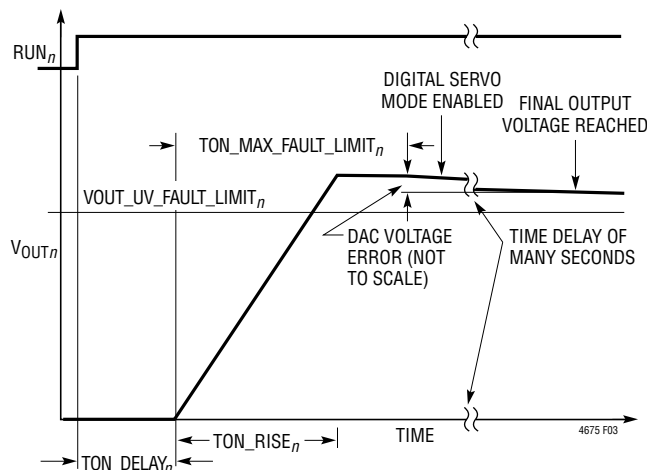 RUNn
DIGITAL SERVO
MODE ENABLED
FINAL OUTPUT
VOLTAGE REACHED
TON_MAX_FAULT_LIMITn
VOUT_UV_FAULT_LIMITn
VOUTn
DAC VOLTAGE
ERROR (NOT
TO SCALE)
TIME DELAY OF
MANY SECONDS
TON_RISEn
TIME
4675 F03
TON_DELAYn